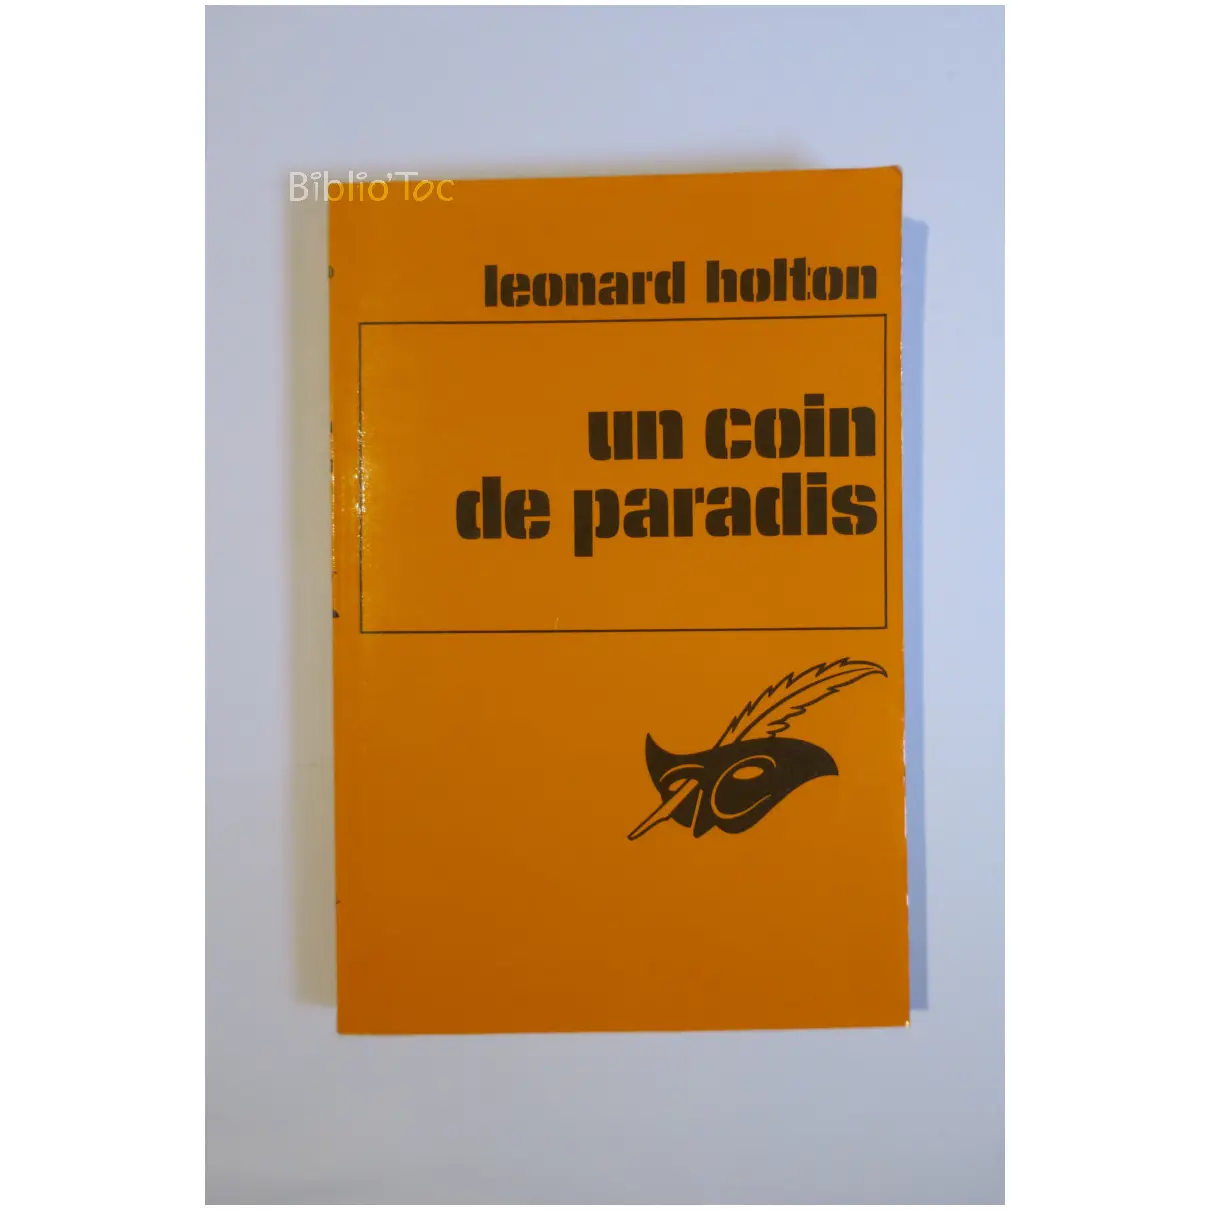 Biblio'Toc
leonard holton
un coin
de paradis